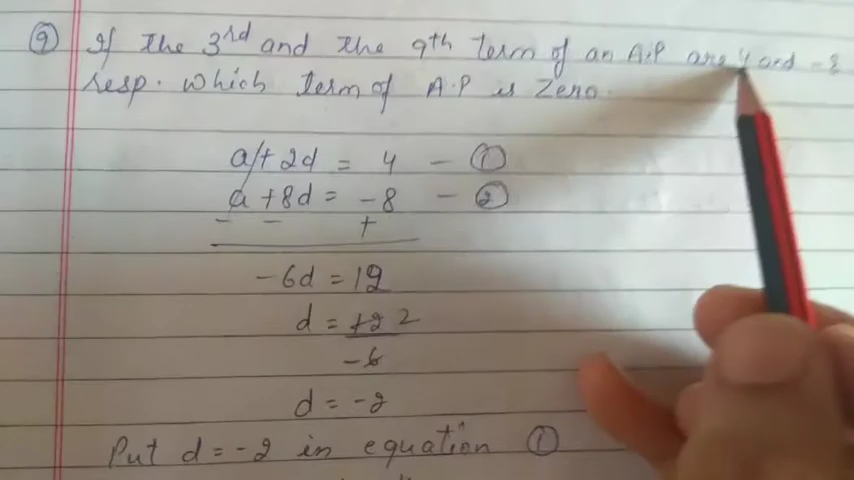 9 If the 3rd and the 9th term of an A.P are 4 and -8
resp. which term of A.P is Zero.
a + 2d = 4 - 1
a + 8d = -8 - 2
- - +
-6d = 12
d = 12 2
-6
d = -2
Put d = -2 in equation 1